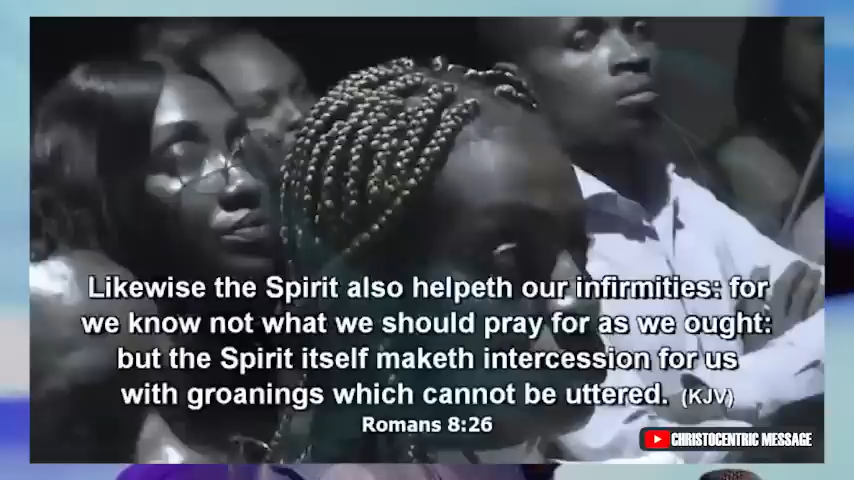 Likewise the Spirit also helpeth our infirmities: for
we know not what we should pray for as we ought:
but the Spirit itself maketh intercession for us
with groanings which cannot be uttered. (KJV)
Romans 8:26
CHRISTOCENTRIC MESSAGE